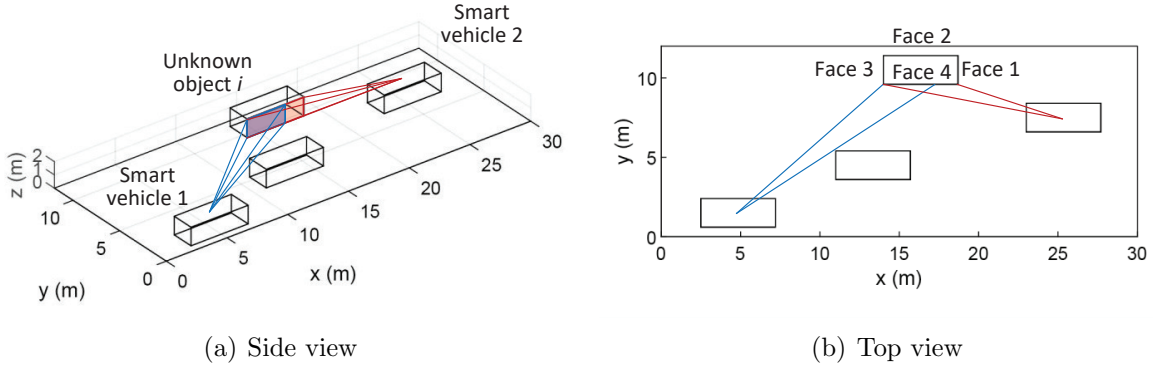 Smart
vehicle 2
Unknown
object i
Smart
vehicle 1
z (m)
2
1
0
10
5
0
y (m)
0
5
10
15
20
25
30
x (m)
(a) Side view
Face 2
Face 3
Face 4
Face 1
y (m)
10
5
0
0
5
10
15
20
25
30
x (m)
(b) Top view